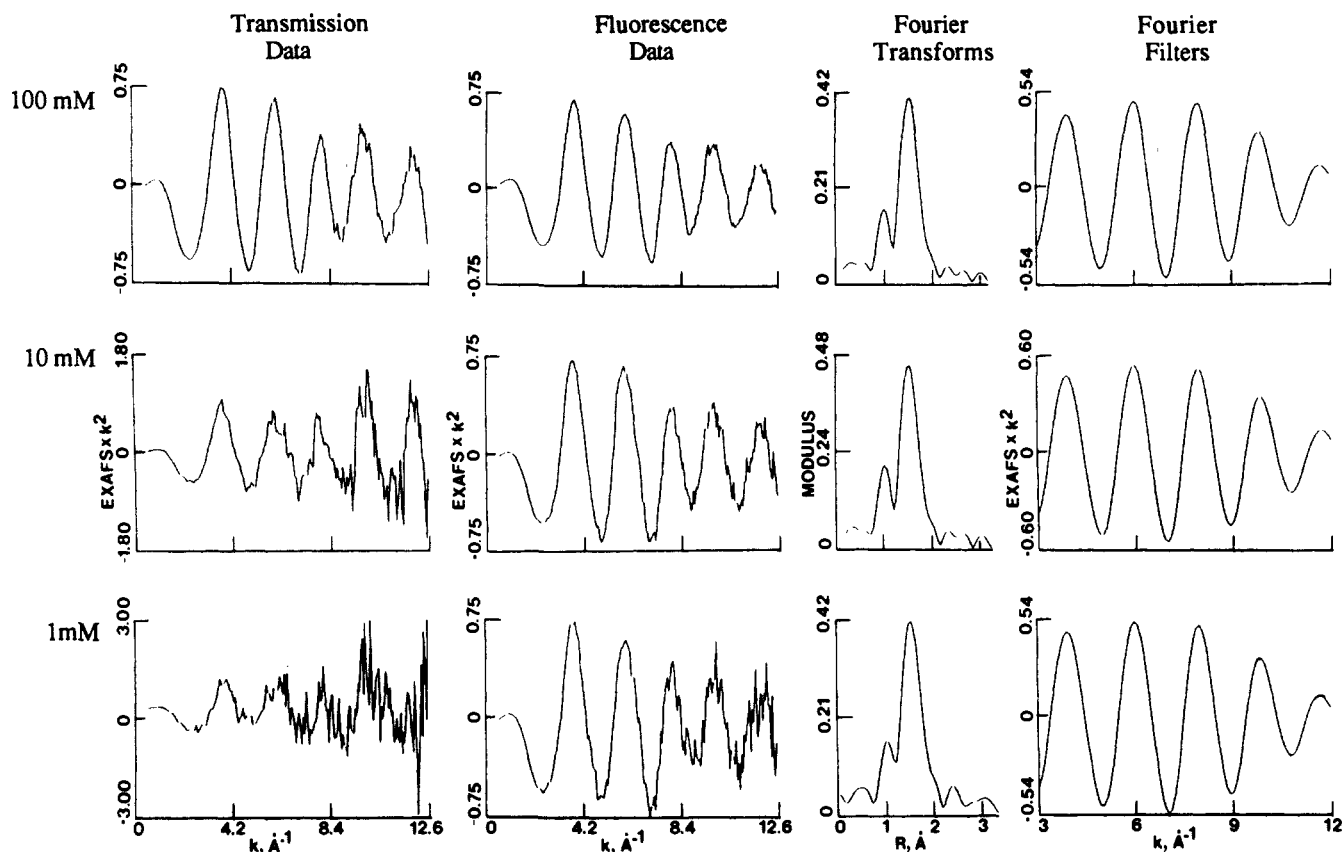 Transmission
Data
Fluorescence
Data
Fourier
Transforms
Fourier
Filters
100 mM
0.75
0
-0.75
0.75
0
-0.75
0.42
0.21
0
0.54
0
-0.54
10 mM
EXAFS x k²
1.80
0
-1.80
EXAFS x k²
0.75
0
-0.75
MODULUS
0.48
0.24
0
EXAFS x k²
0.60
0
-0.60
1mM
3.00
0
-3.00
0.75
0
-0.75
0.42
0.21
0
0.54
0
-0.54
0 4.2 8.4 12.6
k, Å⁻¹
0 4.2 8.4 12.6
k, Å⁻¹
0 1 2 3
R, Å
3 6 9 12
k, Å⁻¹